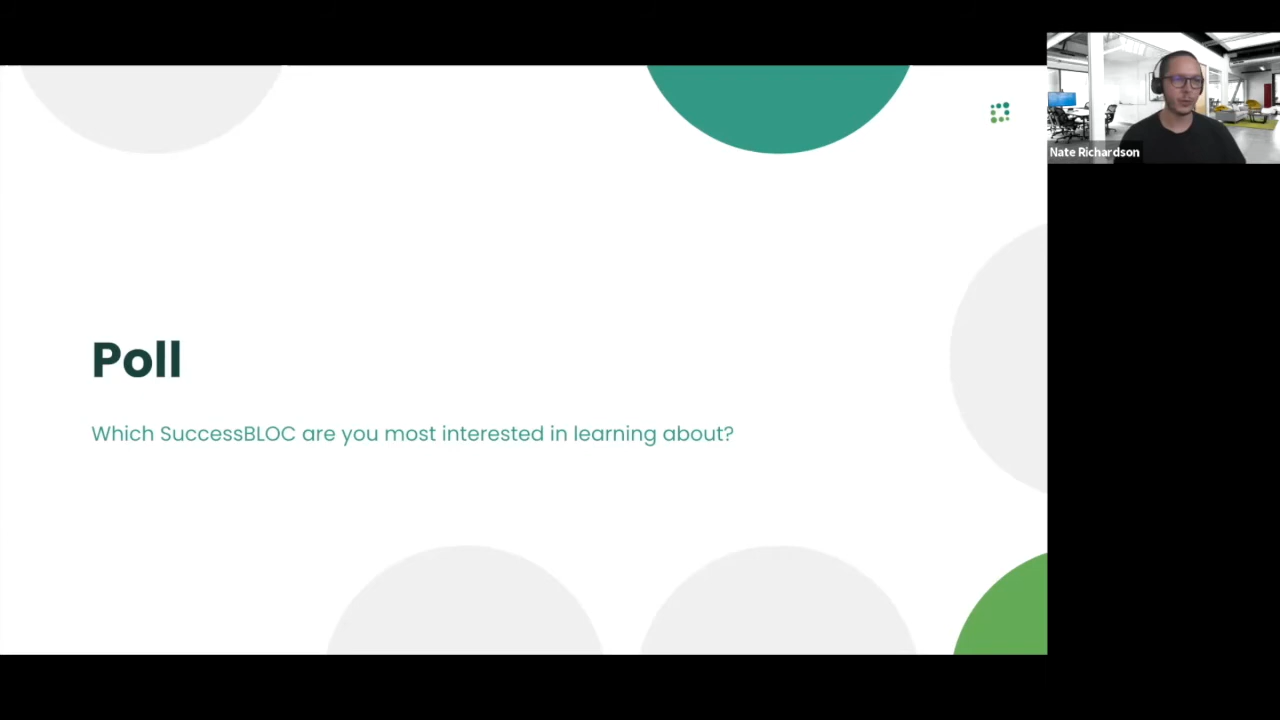 Nate Richardson
Poll
Which SuccessBLOC are you most interested in learning about?